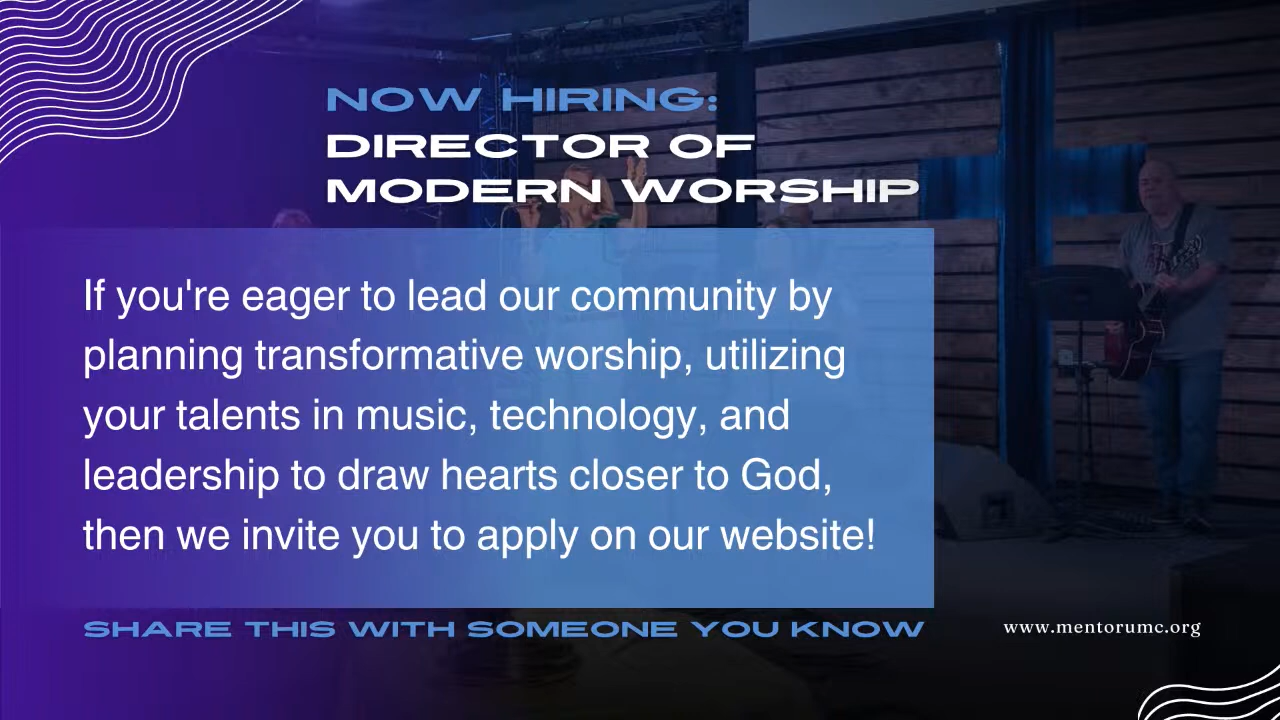 NOW HIRING:
DIRECTOR OF
MODERN WORSHIP
If you're eager to lead our community by
planning transformative worship, utilizing
your talents in music, technology, and
leadership to draw hearts closer to God,
then we invite you to apply on our website!
SHARE THIS WITH SOMEONE YOU KNOW
www.mentorumc.org